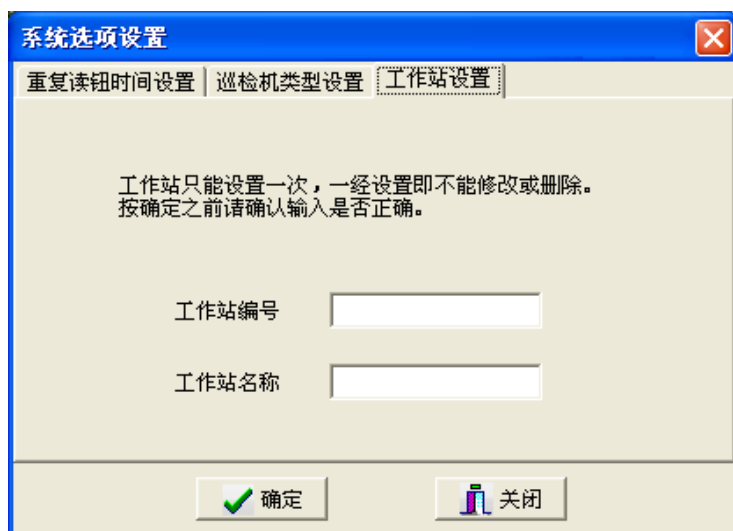 系统选项设置
重复读钮时间设置 巡检机类型设置 工作站设置
工作站只能设置一次，一经设置即不能修改或删除。
按确定之前请确认输入是否正确。
工作站编号
工作站名称
确定 关闭